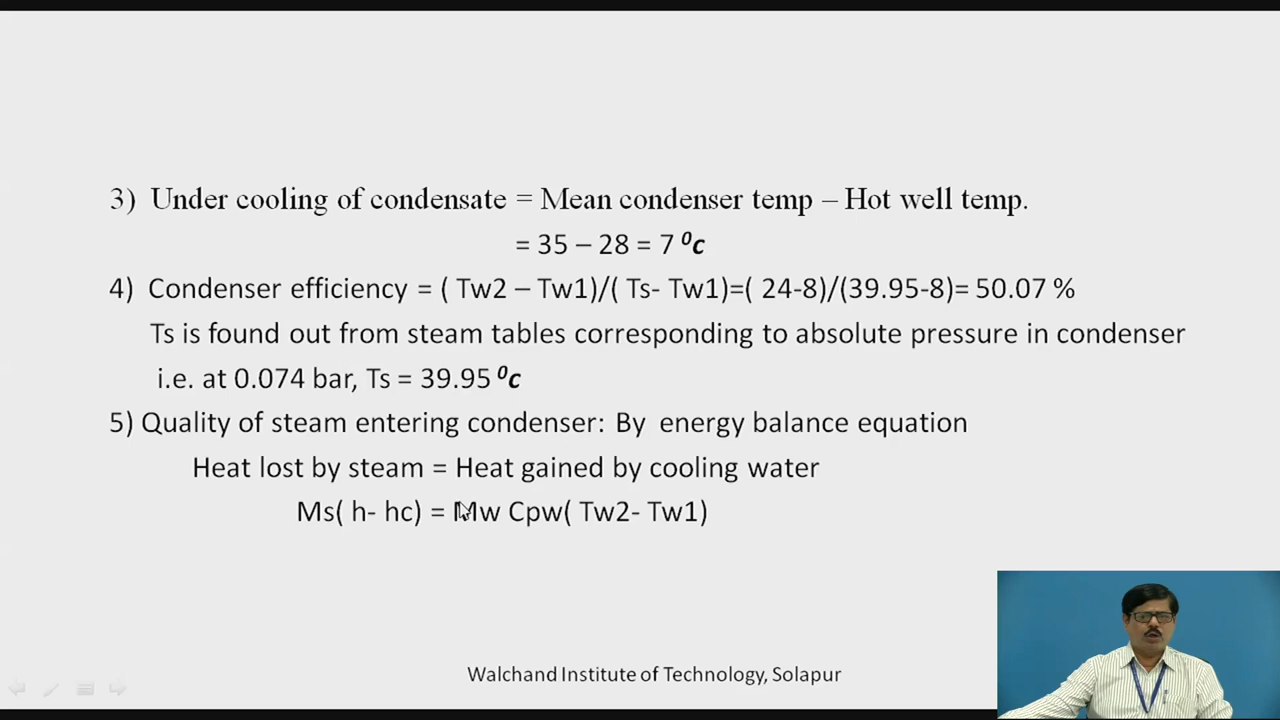 3) Under cooling of condensate = Mean condenser temp – Hot well temp.
= 35 – 28 = 7 ⁰c
4) Condenser efficiency = ( Tw2 – Tw1)/( Ts- Tw1)=( 24-8)/(39.95-8)= 50.07 %
Ts is found out from steam tables corresponding to absolute pressure in condenser
i.e. at 0.074 bar, Ts = 39.95 ⁰c
5) Quality of steam entering condenser: By energy balance equation
Heat lost by steam = Heat gained by cooling water
Ms( h- hc) = Mw Cpw( Tw2- Tw1)
Walchand Institute of Technology, Solapur